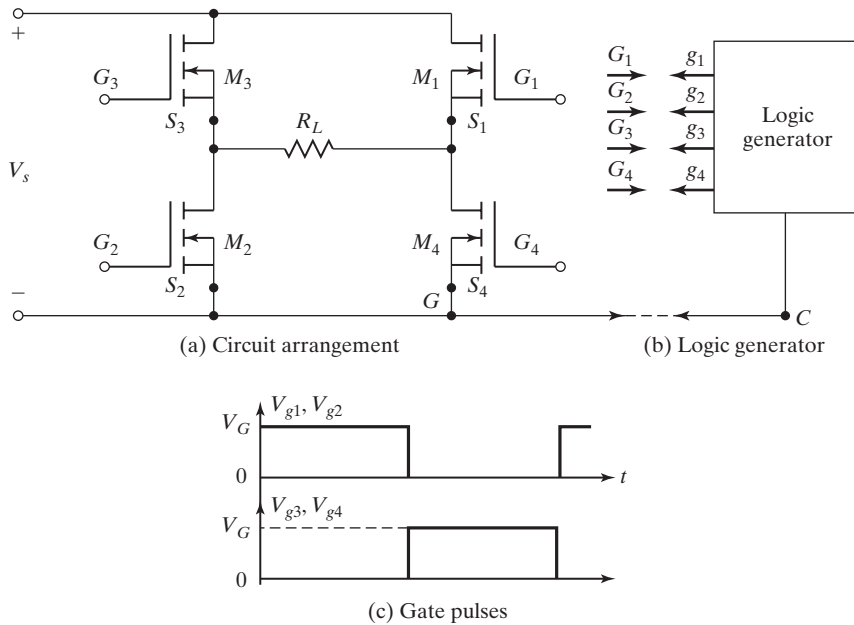 +
G3
M3
S3
M1
G1
S1
RL
Vs
G2
M2
S2
M4
G4
S4
−
G
G1 g1
G2 g2
G3 g3
G4 g4
Logic
generator
C
(a) Circuit arrangement
(b) Logic generator
Vg1, Vg2
VG
0
t
Vg3, Vg4
VG
0
(c) Gate pulses